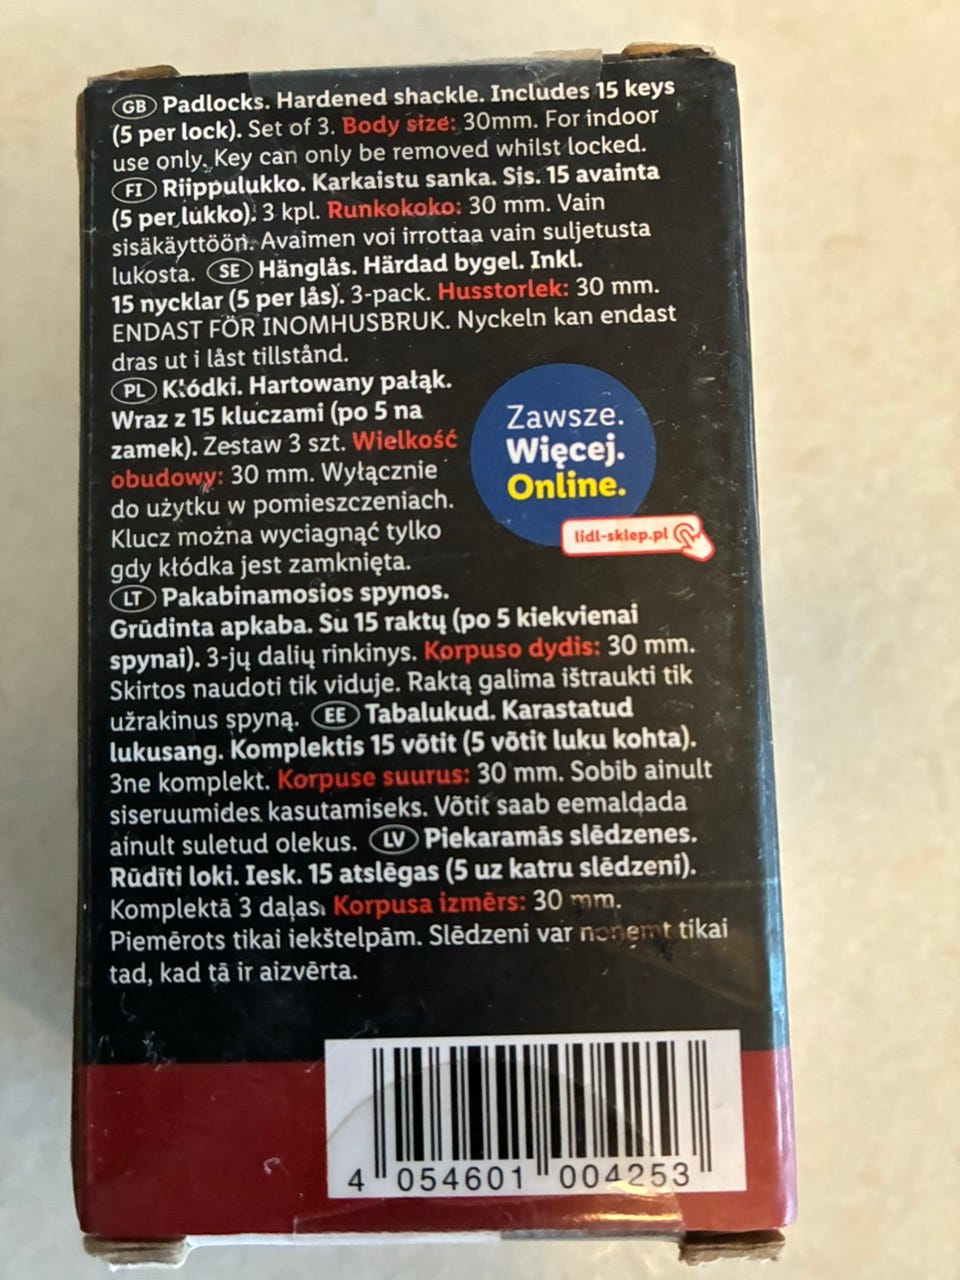 GB Padlocks. Hardened shackle. Includes 15 keys
(5 per lock). Set of 3. Body size: 30mm. For indoor
use only. Key can only be removed whilst locked.
FI Riippulukko. Karkaistu sanka. Sis. 15 avainta
(5 per lukko). 3 kpl. Runkokoko: 30 mm. Vain
sisäkäyttöön. Avaimen voi irrottaa vain suljetusta
lukosta. SE Hänglås. Härdad bygel. Inkl.
15 nycklar (5 per lås). 3-pack. Husstorlek: 30 mm.
ENDAST FÖR INOMHUSBRUK. Nyckeln kan endast
dras ut i låst tillstånd.
PL Kłódki. Hartowany pałąk.
Wraz z 15 kluczami (po 5 na
zamek). Zestaw 3 szt. Wielkość
obudowy: 30 mm. Wyłącznie
do użytku w pomieszczeniach.
Klucz można wyciagnąć tylko
gdy kłódka jest zamknięta.
Zawsze.
Więcej.
Online.
lidl-sklep.pl
LT Pakabinamosios spynos.
Grūdinta apkaba. Su 15 raktų (po 5 kiekvienai
spynai). 3-jų dalių rinkinys. Korpuso dydis: 30 mm.
Skirtos naudoti tik viduje. Raktą galima ištraukti tik
užrakinus spyną. EE Tabalukud. Karastatud
lukusang. Komplektis 15 võtit (5 võtit luku kohta).
3ne komplekt. Korpuse suurus: 30 mm. Sobib ainult
siseruumides kasutamiseks. Võtit saab eemaldada
ainult suletud olekus. LV Piekaramās slēdzenes.
Rūdīti loki. Iesk. 15 atslēgas (5 uz katru slēdzeni).
Komplektā 3 daļas. Korpusa izmērs: 30 mm.
Piemērots tikai iekštelpām. Slēdzeni var noņemt tikai
tad, kad tā ir aizvērta.
4 054601 004253